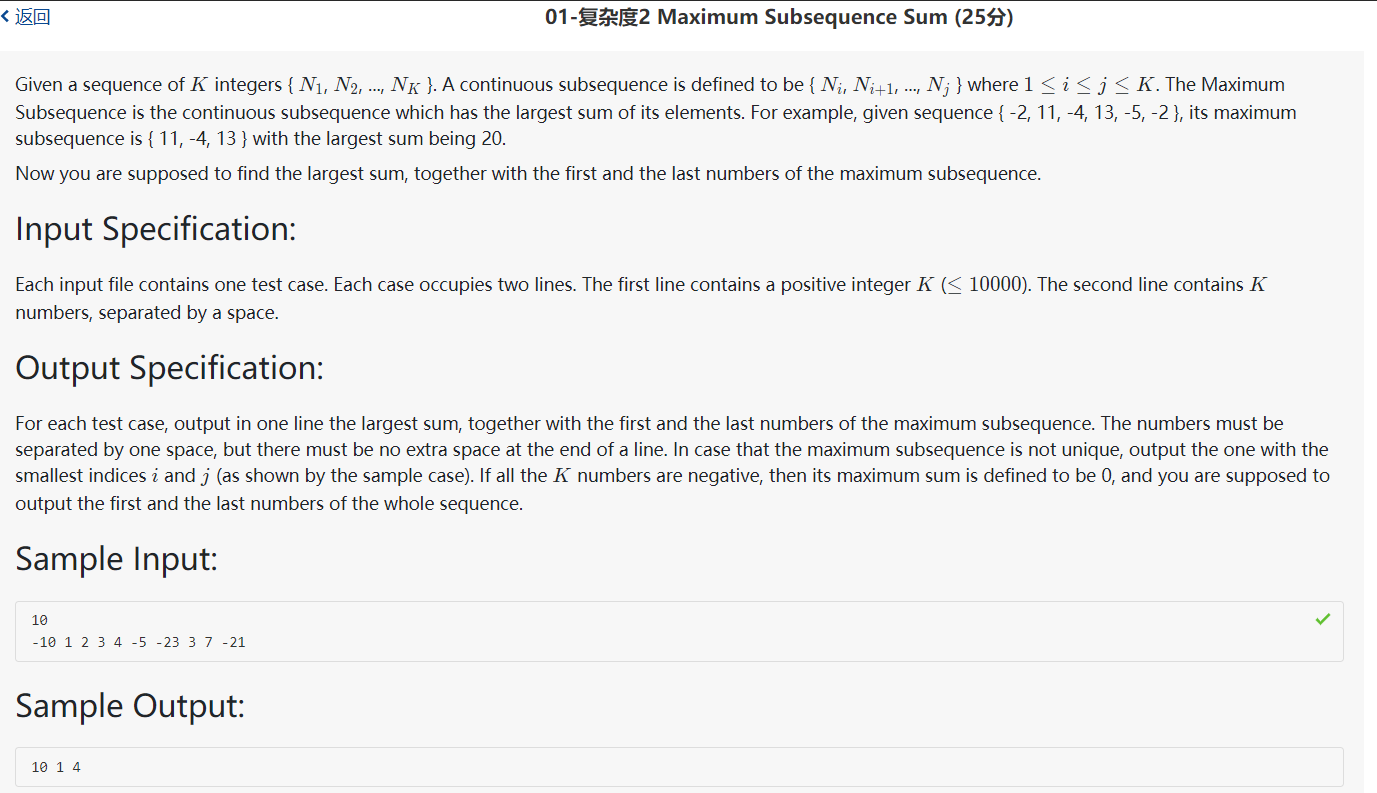 返回
01-复杂度2 Maximum Subsequence Sum (25分)
Given a sequence of K integers { N1, N2, ..., NK }. A continuous subsequence is defined to be { Ni, Ni+1, ..., Nj } where 1 ≤ i ≤ j ≤ K. The Maximum
Subsequence is the continuous subsequence which has the largest sum of its elements. For example, given sequence { -2, 11, -4, 13, -5, -2 }, its maximum
subsequence is { 11, -4, 13 } with the largest sum being 20.
Now you are supposed to find the largest sum, together with the first and the last numbers of the maximum subsequence.
Input Specification:
Each input file contains one test case. Each case occupies two lines. The first line contains a positive integer K (≤ 10000). The second line contains K
numbers, separated by a space.
Output Specification:
For each test case, output in one line the largest sum, together with the first and the last numbers of the maximum subsequence. The numbers must be
separated by one space, but there must be no extra space at the end of a line. In case that the maximum subsequence is not unique, output the one with the
smallest indices i and j (as shown by the sample case). If all the K numbers are negative, then its maximum sum is defined to be 0, and you are supposed to
output the first and the last numbers of the whole sequence.
Sample Input:
10
-10 1 2 3 4 -5 -23 3 7 -21
Sample Output:
10 1 4